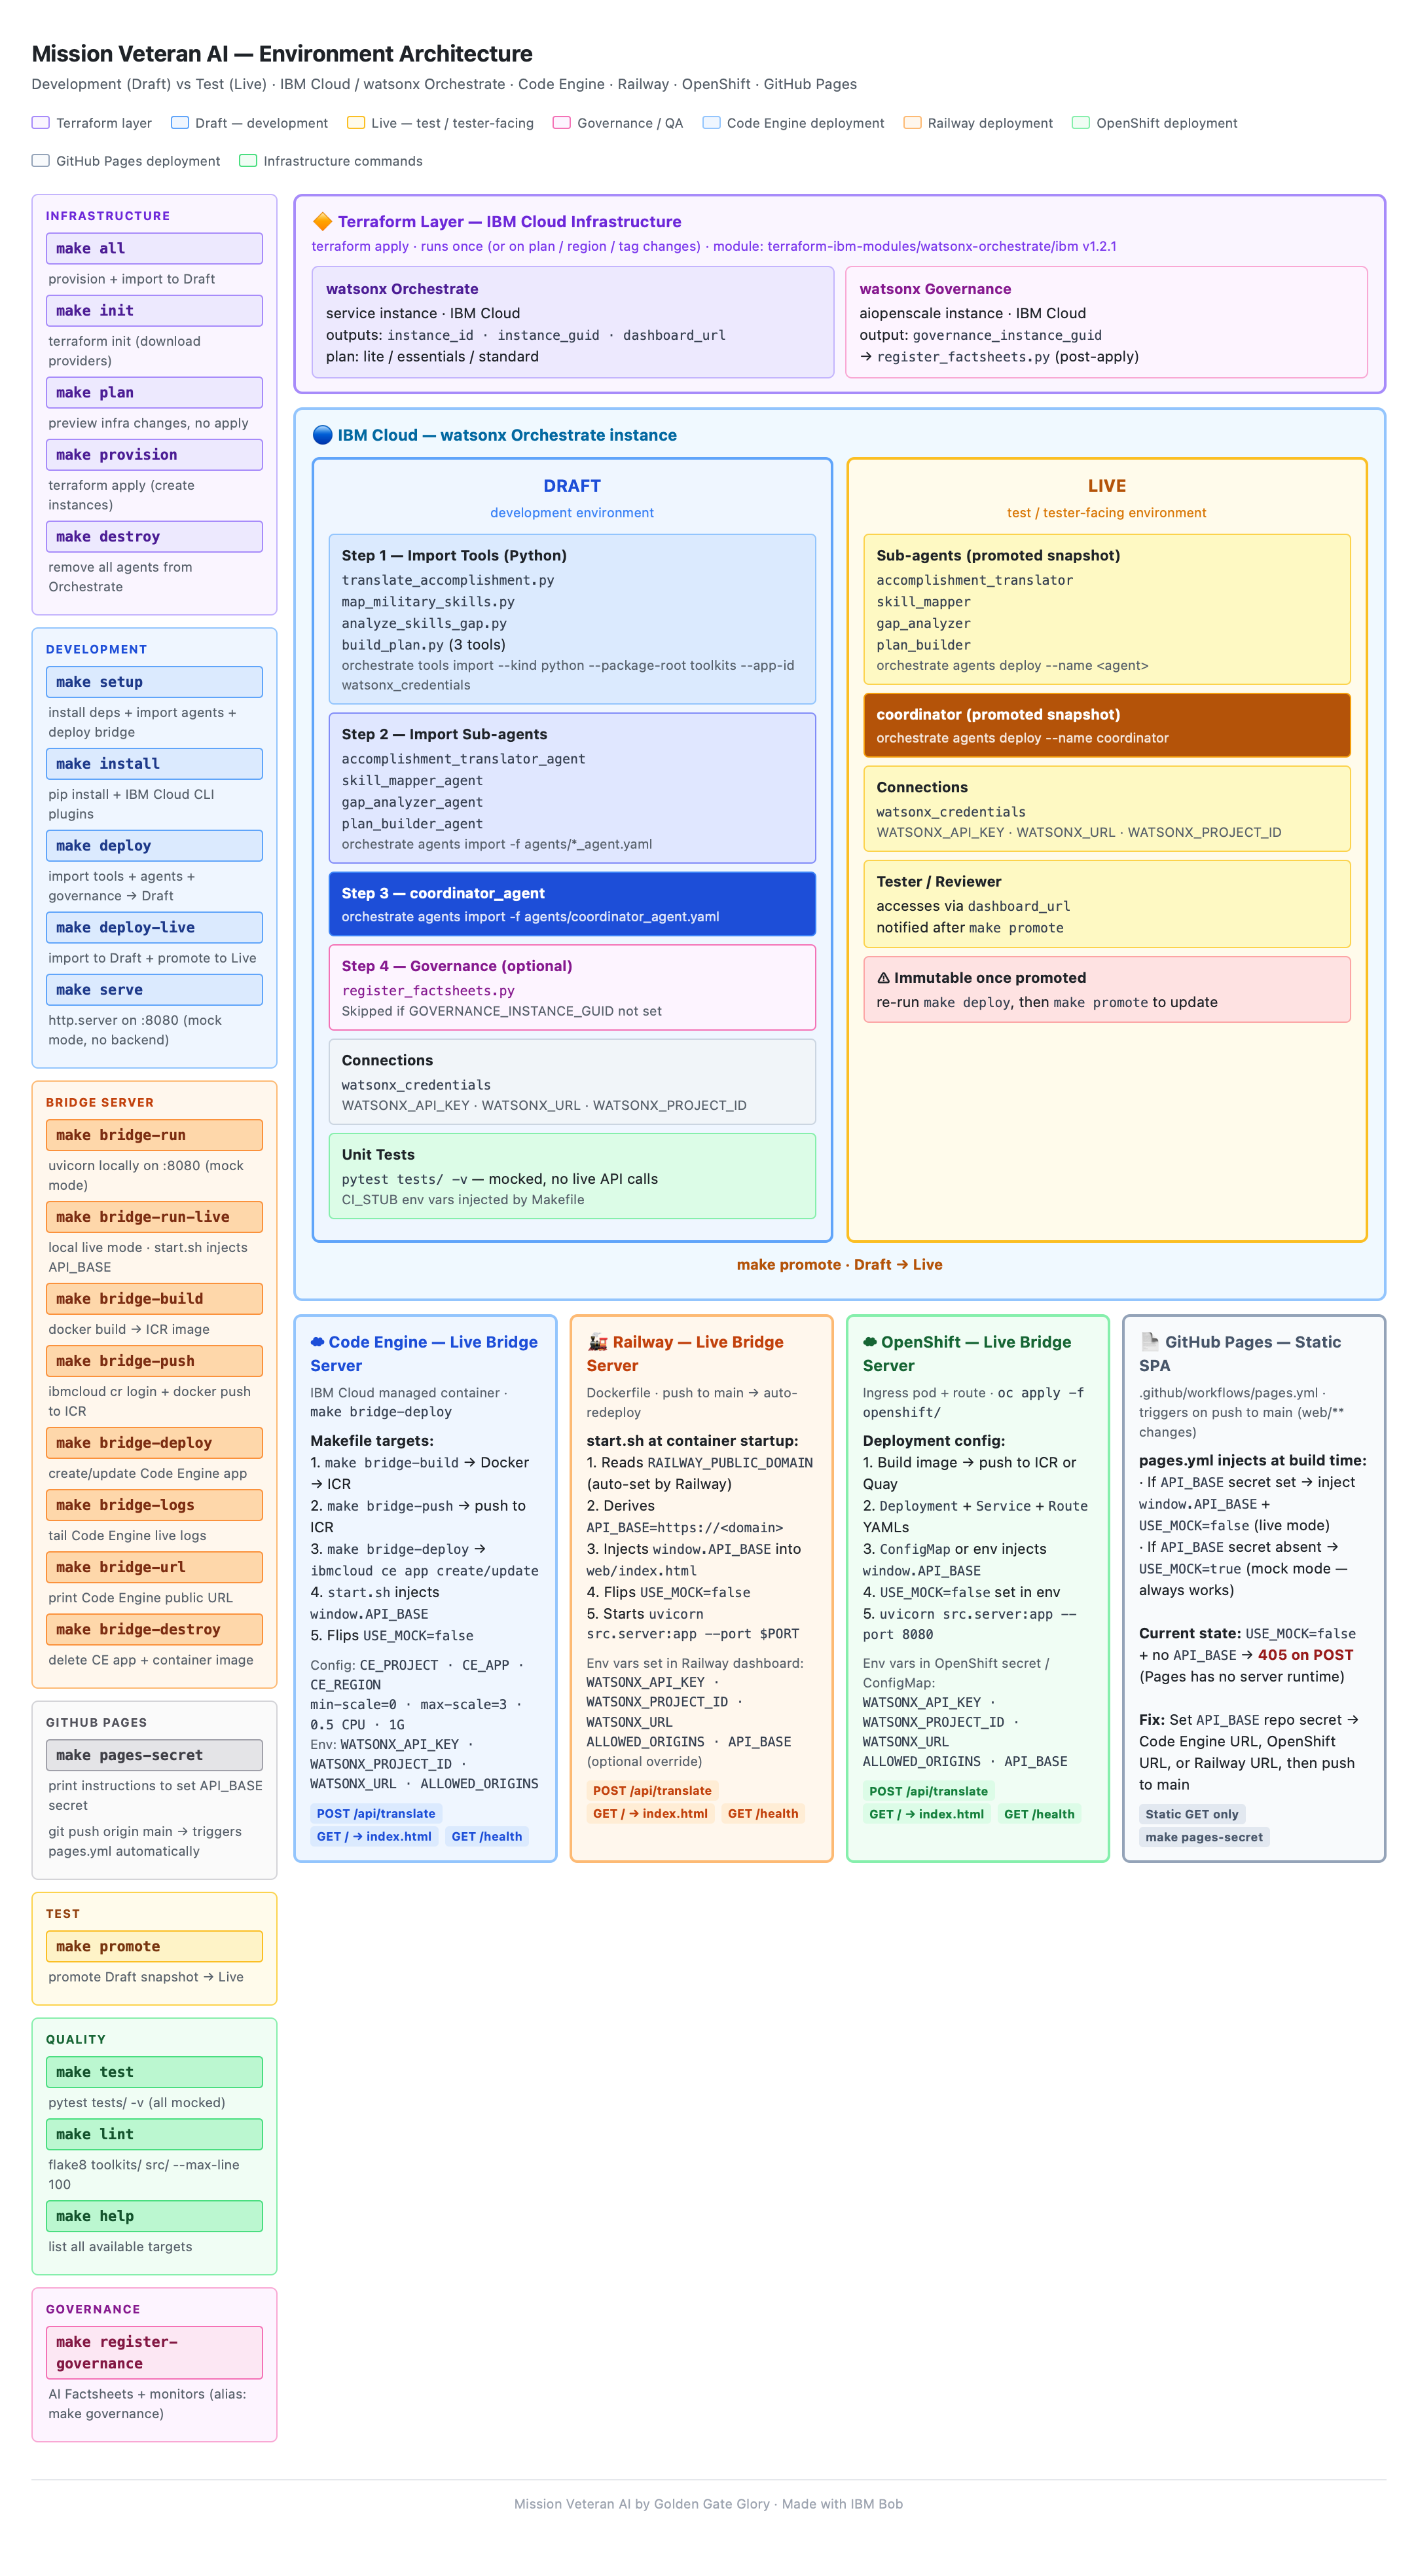 Mission Veteran AI — Environment Architecture
Development (Draft) vs Test (Live) · IBM Cloud / watsonx Orchestrate · Code Engine · Railway · OpenShift · GitHub Pages
Terraform layer
Draft — development
Live — test / tester-facing
Governance / QA
Code Engine deployment
Railway deployment
OpenShift deployment
GitHub Pages deployment
Infrastructure commands
INFRASTRUCTURE
make all
provision + import to Draft
make init
terraform init (download
providers)
make plan
preview infra changes, no apply
make provision
terraform apply (create
instances)
make destroy
remove all agents from
Orchestrate
DEVELOPMENT
make setup
install deps + import agents +
deploy bridge
make install
pip install + IBM Cloud CLI
plugins
make deploy
import tools + agents +
governance → Draft
make deploy-live
import to Draft + promote to Live
make serve
http.server on :8080 (mock
mode, no backend)
BRIDGE SERVER
make bridge-run
uvicorn locally on :8080 (mock
mode)
make bridge-run-live
local live mode · start.sh injects
API_BASE
make bridge-build
docker build → ICR image
make bridge-push
ibmcloud cr login + docker push
to ICR
make bridge-deploy
create/update Code Engine app
make bridge-logs
tail Code Engine live logs
make bridge-url
print Code Engine public URL
make bridge-destroy
delete CE app + container image
GITHUB PAGES
make pages-secret
print instructions to set API_BASE
secret
git push origin main → triggers
pages.yml automatically
TEST
make promote
promote Draft snapshot → Live
QUALITY
make test
pytest tests/ -v (all mocked)
make lint
flake8 toolkits/ src/ --max-line
100
make help
list all available targets
GOVERNANCE
make register-
governance
AI Factsheets + monitors (alias:
make governance)
Terraform Layer — IBM Cloud Infrastructure
terraform apply · runs once (or on plan / region / tag changes) · module: terraform-ibm-modules/watsonx-orchestrate/ibm v1.2.1
watsonx Orchestrate
service instance · IBM Cloud
outputs: instance_id · instance_guid · dashboard_url
plan: lite / essentials / standard
watsonx Governance
aiopenscale instance · IBM Cloud
output: governance_instance_guid
→ register_factsheets.py (post-apply)
IBM Cloud — watsonx Orchestrate instance
DRAFT
development environment
Step 1 — Import Tools (Python)
translate_accomplishment.py
map_military_skills.py
analyze_skills_gap.py
build_plan.py (3 tools)
orchestrate tools import --kind python --package-root toolkits --app-id
watsonx_credentials
Step 2 — Import Sub-agents
accomplishment_translator_agent
skill_mapper_agent
gap_analyzer_agent
plan_builder_agent
orchestrate agents import -f agents/*_agent.yaml
Step 3 — coordinator_agent
orchestrate agents import -f agents/coordinator_agent.yaml
Step 4 — Governance (optional)
register_factsheets.py
Skipped if GOVERNANCE_INSTANCE_GUID not set
Connections
watsonx_credentials
WATSONX_API_KEY · WATSONX_URL · WATSONX_PROJECT_ID
Unit Tests
pytest tests/ -v — mocked, no live API calls
CI_STUB env vars injected by Makefile
LIVE
test / tester-facing environment
Sub-agents (promoted snapshot)
accomplishment_translator
skill_mapper
gap_analyzer
plan_builder
orchestrate agents deploy --name <agent>
coordinator (promoted snapshot)
orchestrate agents deploy --name coordinator
Connections
watsonx_credentials
WATSONX_API_KEY · WATSONX_URL · WATSONX_PROJECT_ID
Tester / Reviewer
accesses via dashboard_url
notified after make promote
⚠ Immutable once promoted
re-run make deploy, then make promote to update
make promote · Draft → Live
Code Engine — Live Bridge
Server
IBM Cloud managed container ·
make bridge-deploy
Makefile targets:
1. make bridge-build → Docker
→ ICR
2. make bridge-push → push to
ICR
3. make bridge-deploy →
ibmcloud ce app create/update
4. start.sh injects
window.API_BASE
5. Flips USE_MOCK=false
Config: CE_PROJECT · CE_APP ·
CE_REGION
min-scale=0 · max-scale=3 ·
0.5 CPU · 1G
Env: WATSONX_API_KEY ·
WATSONX_PROJECT_ID ·
WATSONX_URL · ALLOWED_ORIGINS
POST /api/translate
GET / → index.html
GET /health
Railway — Live Bridge
Server
Dockerfile · push to main → auto-
redeploy
start.sh at container startup:
1. Reads RAILWAY_PUBLIC_DOMAIN
(auto-set by Railway)
2. Derives
API_BASE=https://<domain>
3. Injects window.API_BASE into
web/index.html
4. Flips USE_MOCK=false
5. Starts uvicorn
src.server:app --port $PORT
Env vars set in Railway dashboard:
WATSONX_API_KEY ·
WATSONX_PROJECT_ID ·
WATSONX_URL
ALLOWED_ORIGINS · API_BASE
(optional override)
POST /api/translate
GET / → index.html
GET /health
OpenShift — Live Bridge
Server
Ingress pod + route · oc apply -f
openshift/
Deployment config:
1. Build image → push to ICR or
Quay
2. Deployment + Service + Route
YAMLs
3. ConfigMap or env injects
window.API_BASE
4. USE_MOCK=false set in env
5. uvicorn src.server:app --
port 8080
Env vars in OpenShift secret /
ConfigMap:
WATSONX_API_KEY ·
WATSONX_PROJECT_ID ·
WATSONX_URL
ALLOWED_ORIGINS · API_BASE
POST /api/translate
GET / → index.html
GET /health
GitHub Pages — Static
SPA
.github/workflows/pages.yml ·
triggers on push to main (web/**
changes)
pages.yml injects at build time:
· If API_BASE secret set → inject
window.API_BASE +
USE_MOCK=false (live mode)
· If API_BASE secret absent →
USE_MOCK=true (mock mode —
always works)
Current state: USE_MOCK=false
+ no API_BASE → 405 on POST
(Pages has no server runtime)
Fix: Set API_BASE repo secret →
Code Engine URL, OpenShift
URL, or Railway URL, then push
to main
Static GET only
make pages-secret
Mission Veteran AI by Golden Gate Glory · Made with IBM Bob